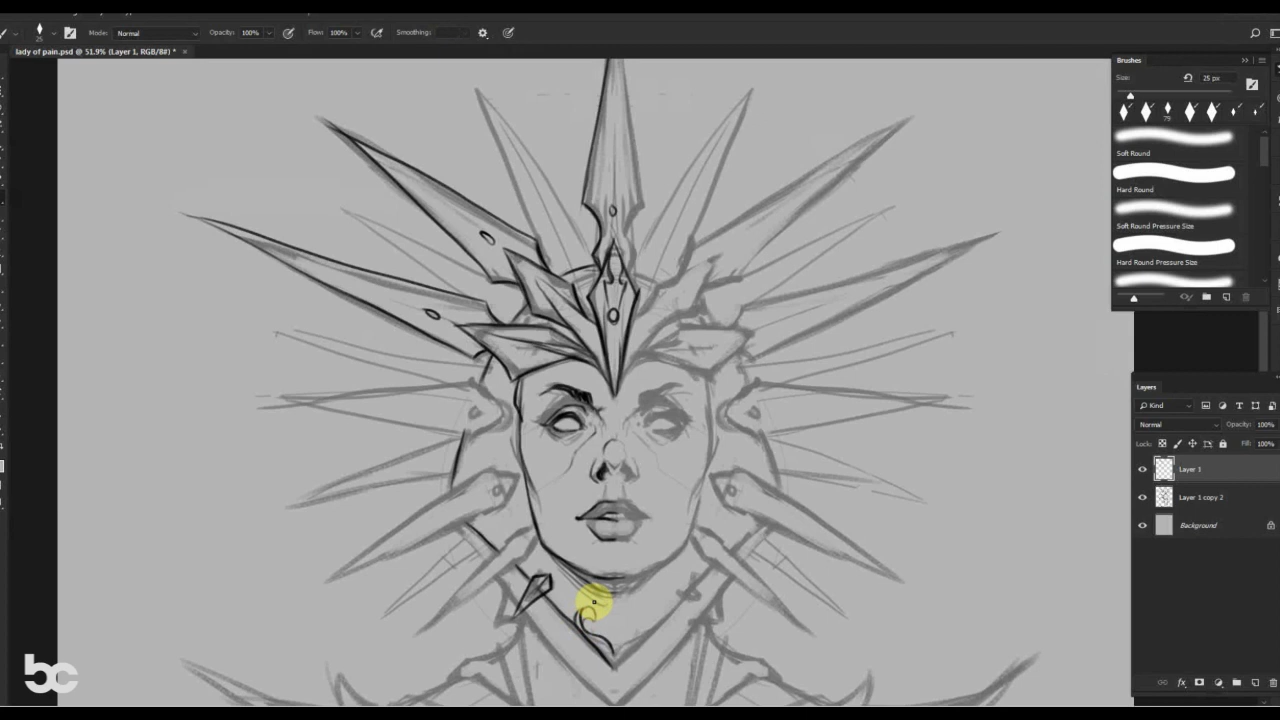 25
Mode: Normal
Opacity: 100%
Flow: 100%
Smoothing:
lady of pain.psd @ 51.9% (Layer 1, RGB/8#) *
Brushes
Size:
25 px
75
Soft Round
Hard Round
Soft Round Pressure Size
Hard Round Pressure Size
Layers
Kind
Normal
Opacity: 100%
Lock:
Fill: 100%
Layer 1
Layer 1 copy 2
Background
bc